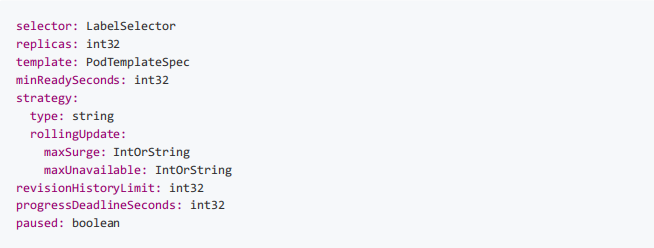 selector: LabelSelector
replicas: int32
template: PodTemplateSpec
minReadySeconds: int32
strategy:
  type: string
  rollingUpdate:
    maxSurge: IntOrString
    maxUnavailable: IntOrString
revisionHistoryLimit: int32
progressDeadlineSeconds: int32
paused: boolean